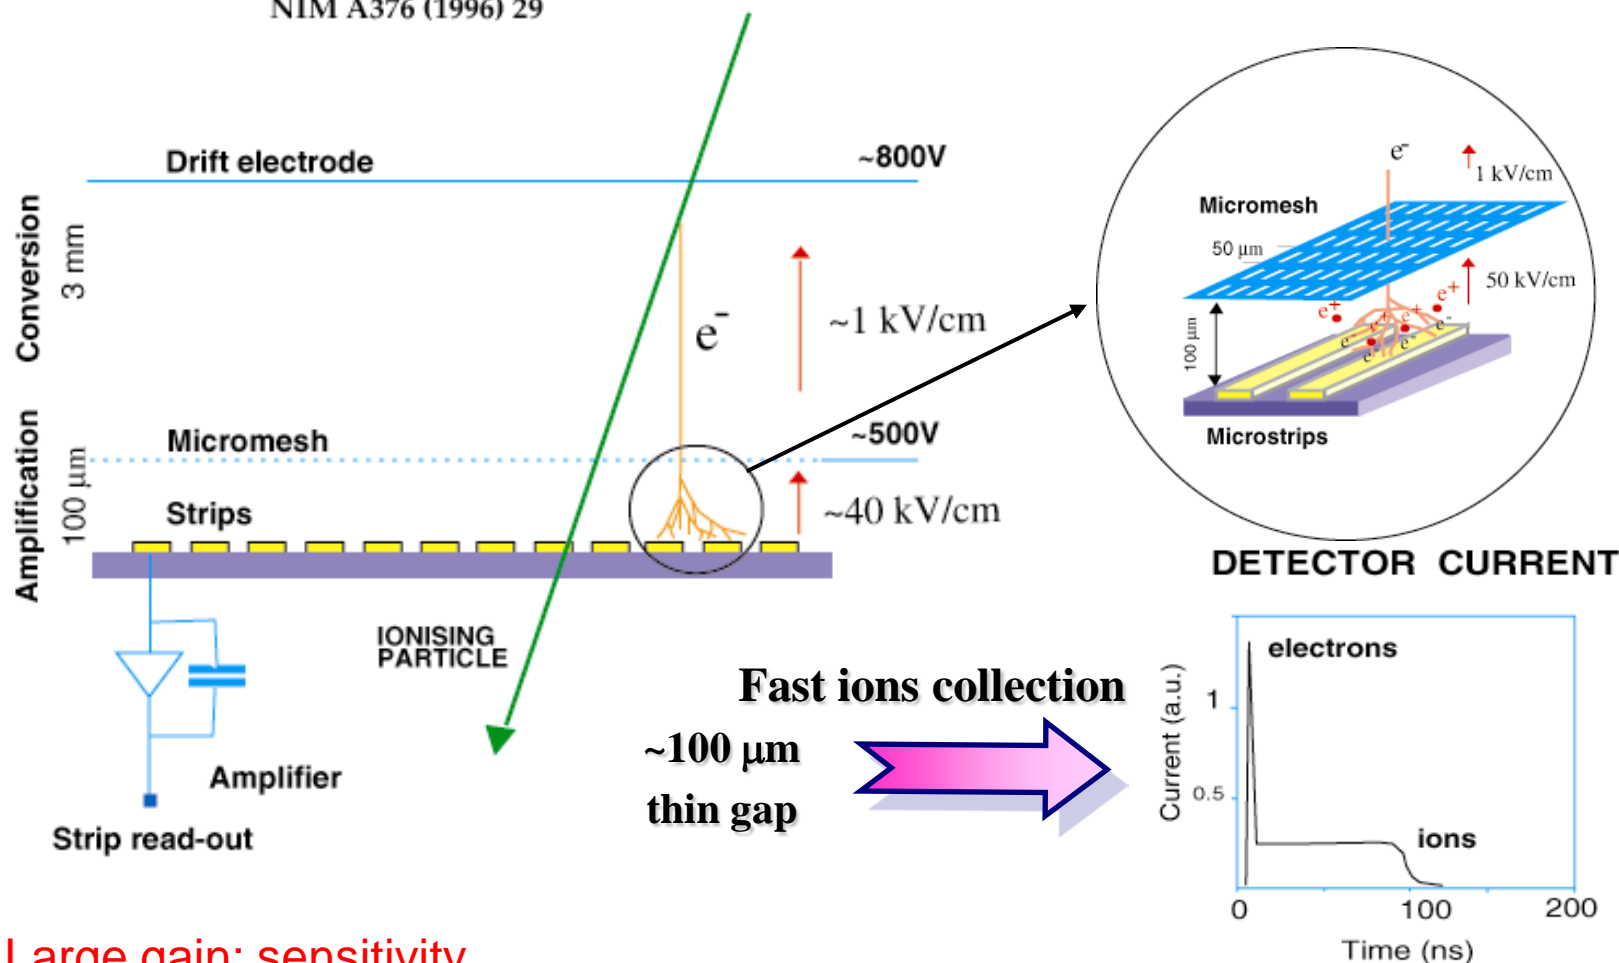 NIM A376 (1996) 29
Drift electrode
~800V
Conversion
3 mm
e-
~1 kV/cm
Micromesh
~500V
Amplification
100 μm
Strips
~40 kV/cm
IONISING
PARTICLE
Amplifier
Strip read-out
e-
1 kV/cm
Micromesh
50 μm
50 kV/cm
e+
e+
e+
e+
e-
e-
e-
e-
100 μm
Microstrips
Fast ions collection
~100 μm
thin gap
DETECTOR CURRENT
electrons
ions
Current (a.u.)
1
0.5
0
100
200
Time (ns)
Large gain: sensitivity